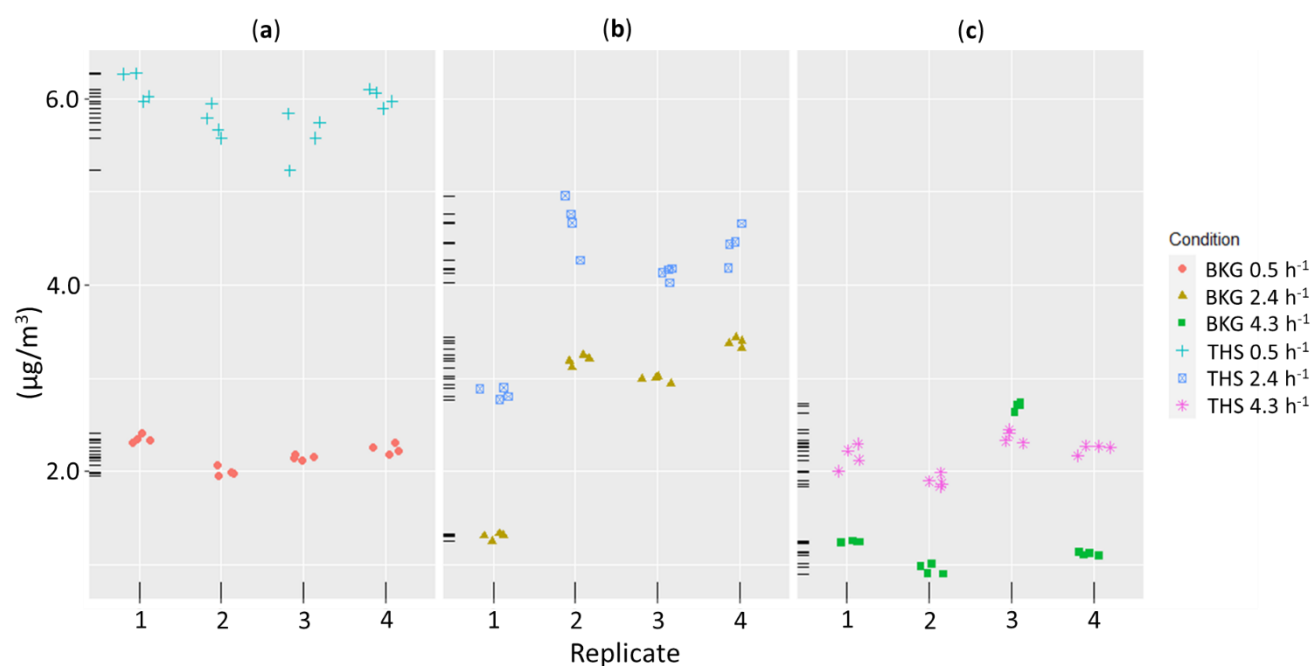 (a) (b) (c)
6.0
4.0
2.0
(µg/m³)
1 2 3 4 1 2 3 4 1 2 3 4
Replicate
Condition
BKG 0.5 h⁻¹
BKG 2.4 h⁻¹
BKG 4.3 h⁻¹
THS 0.5 h⁻¹
THS 2.4 h⁻¹
THS 4.3 h⁻¹